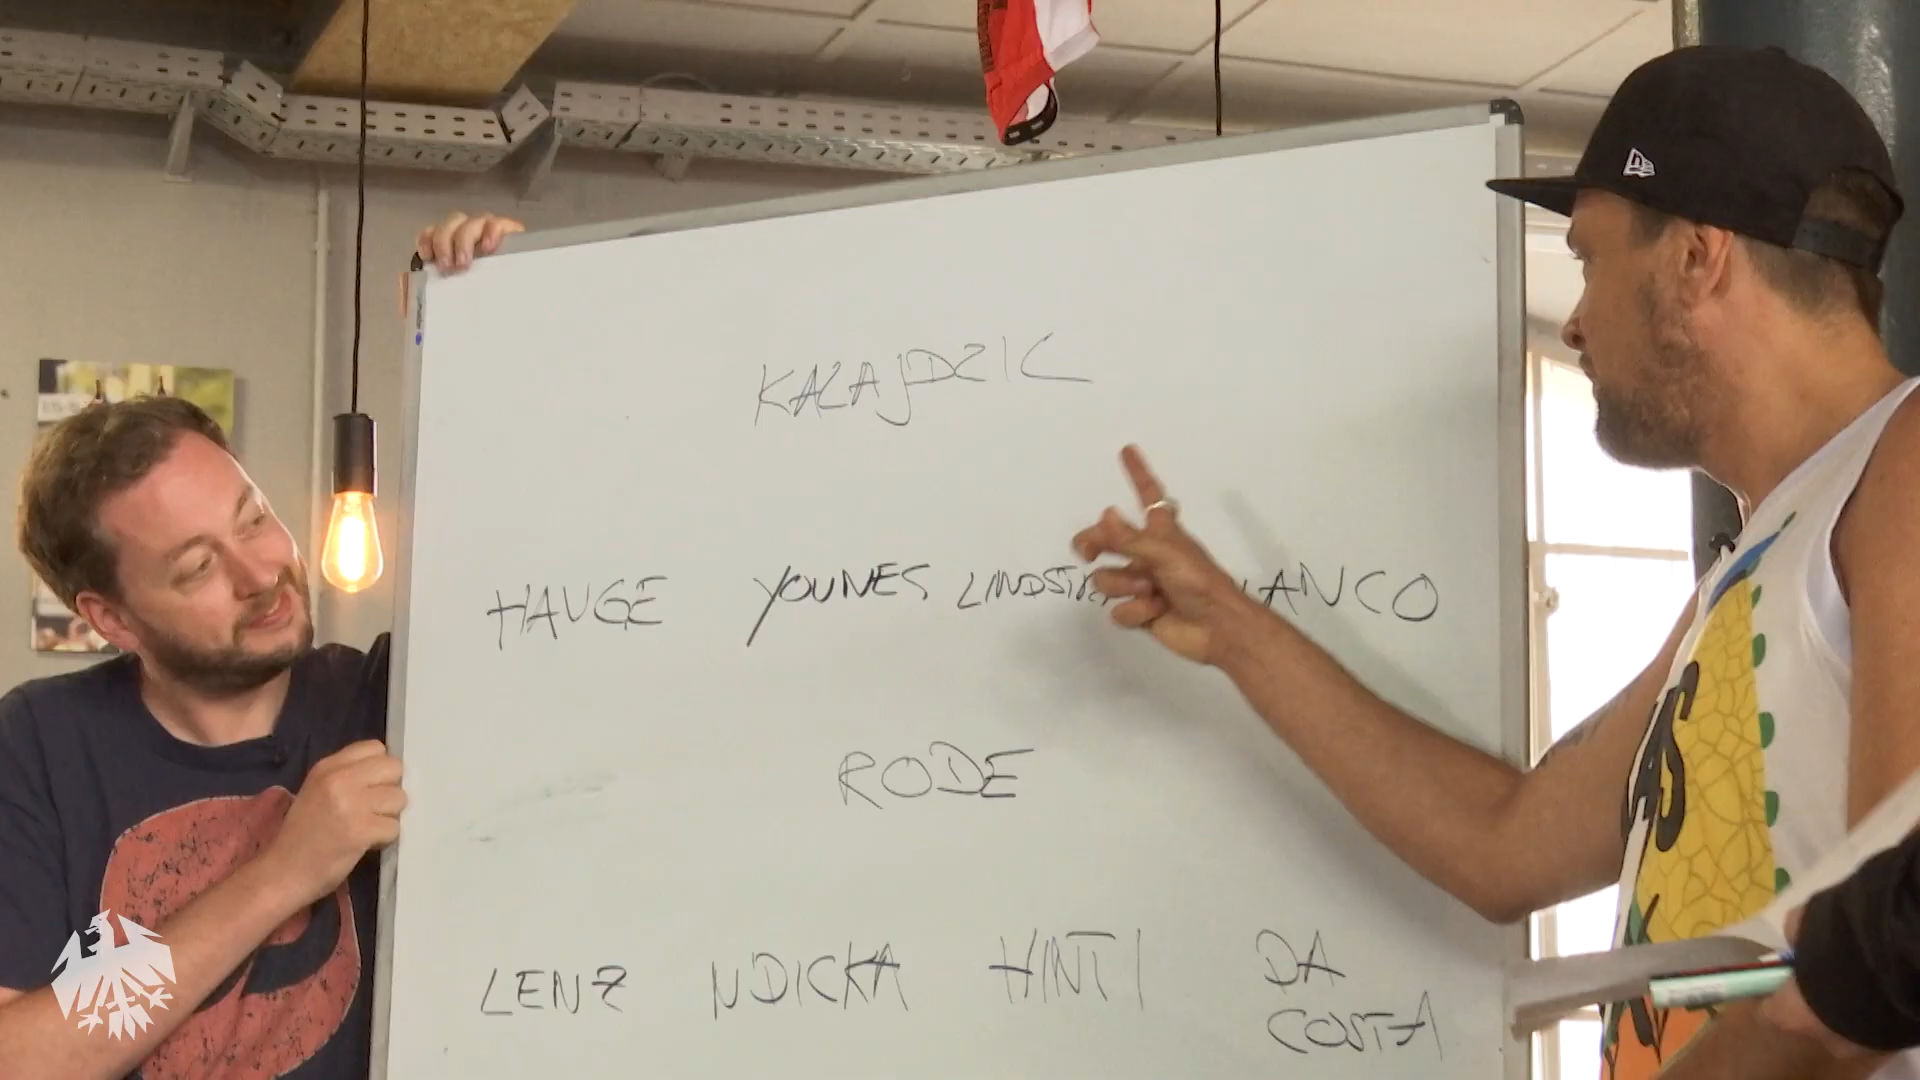 KALAJDZIC
HAUGE YOUNES
RODE
LENZ NDICKA HINTI DA
COSTA